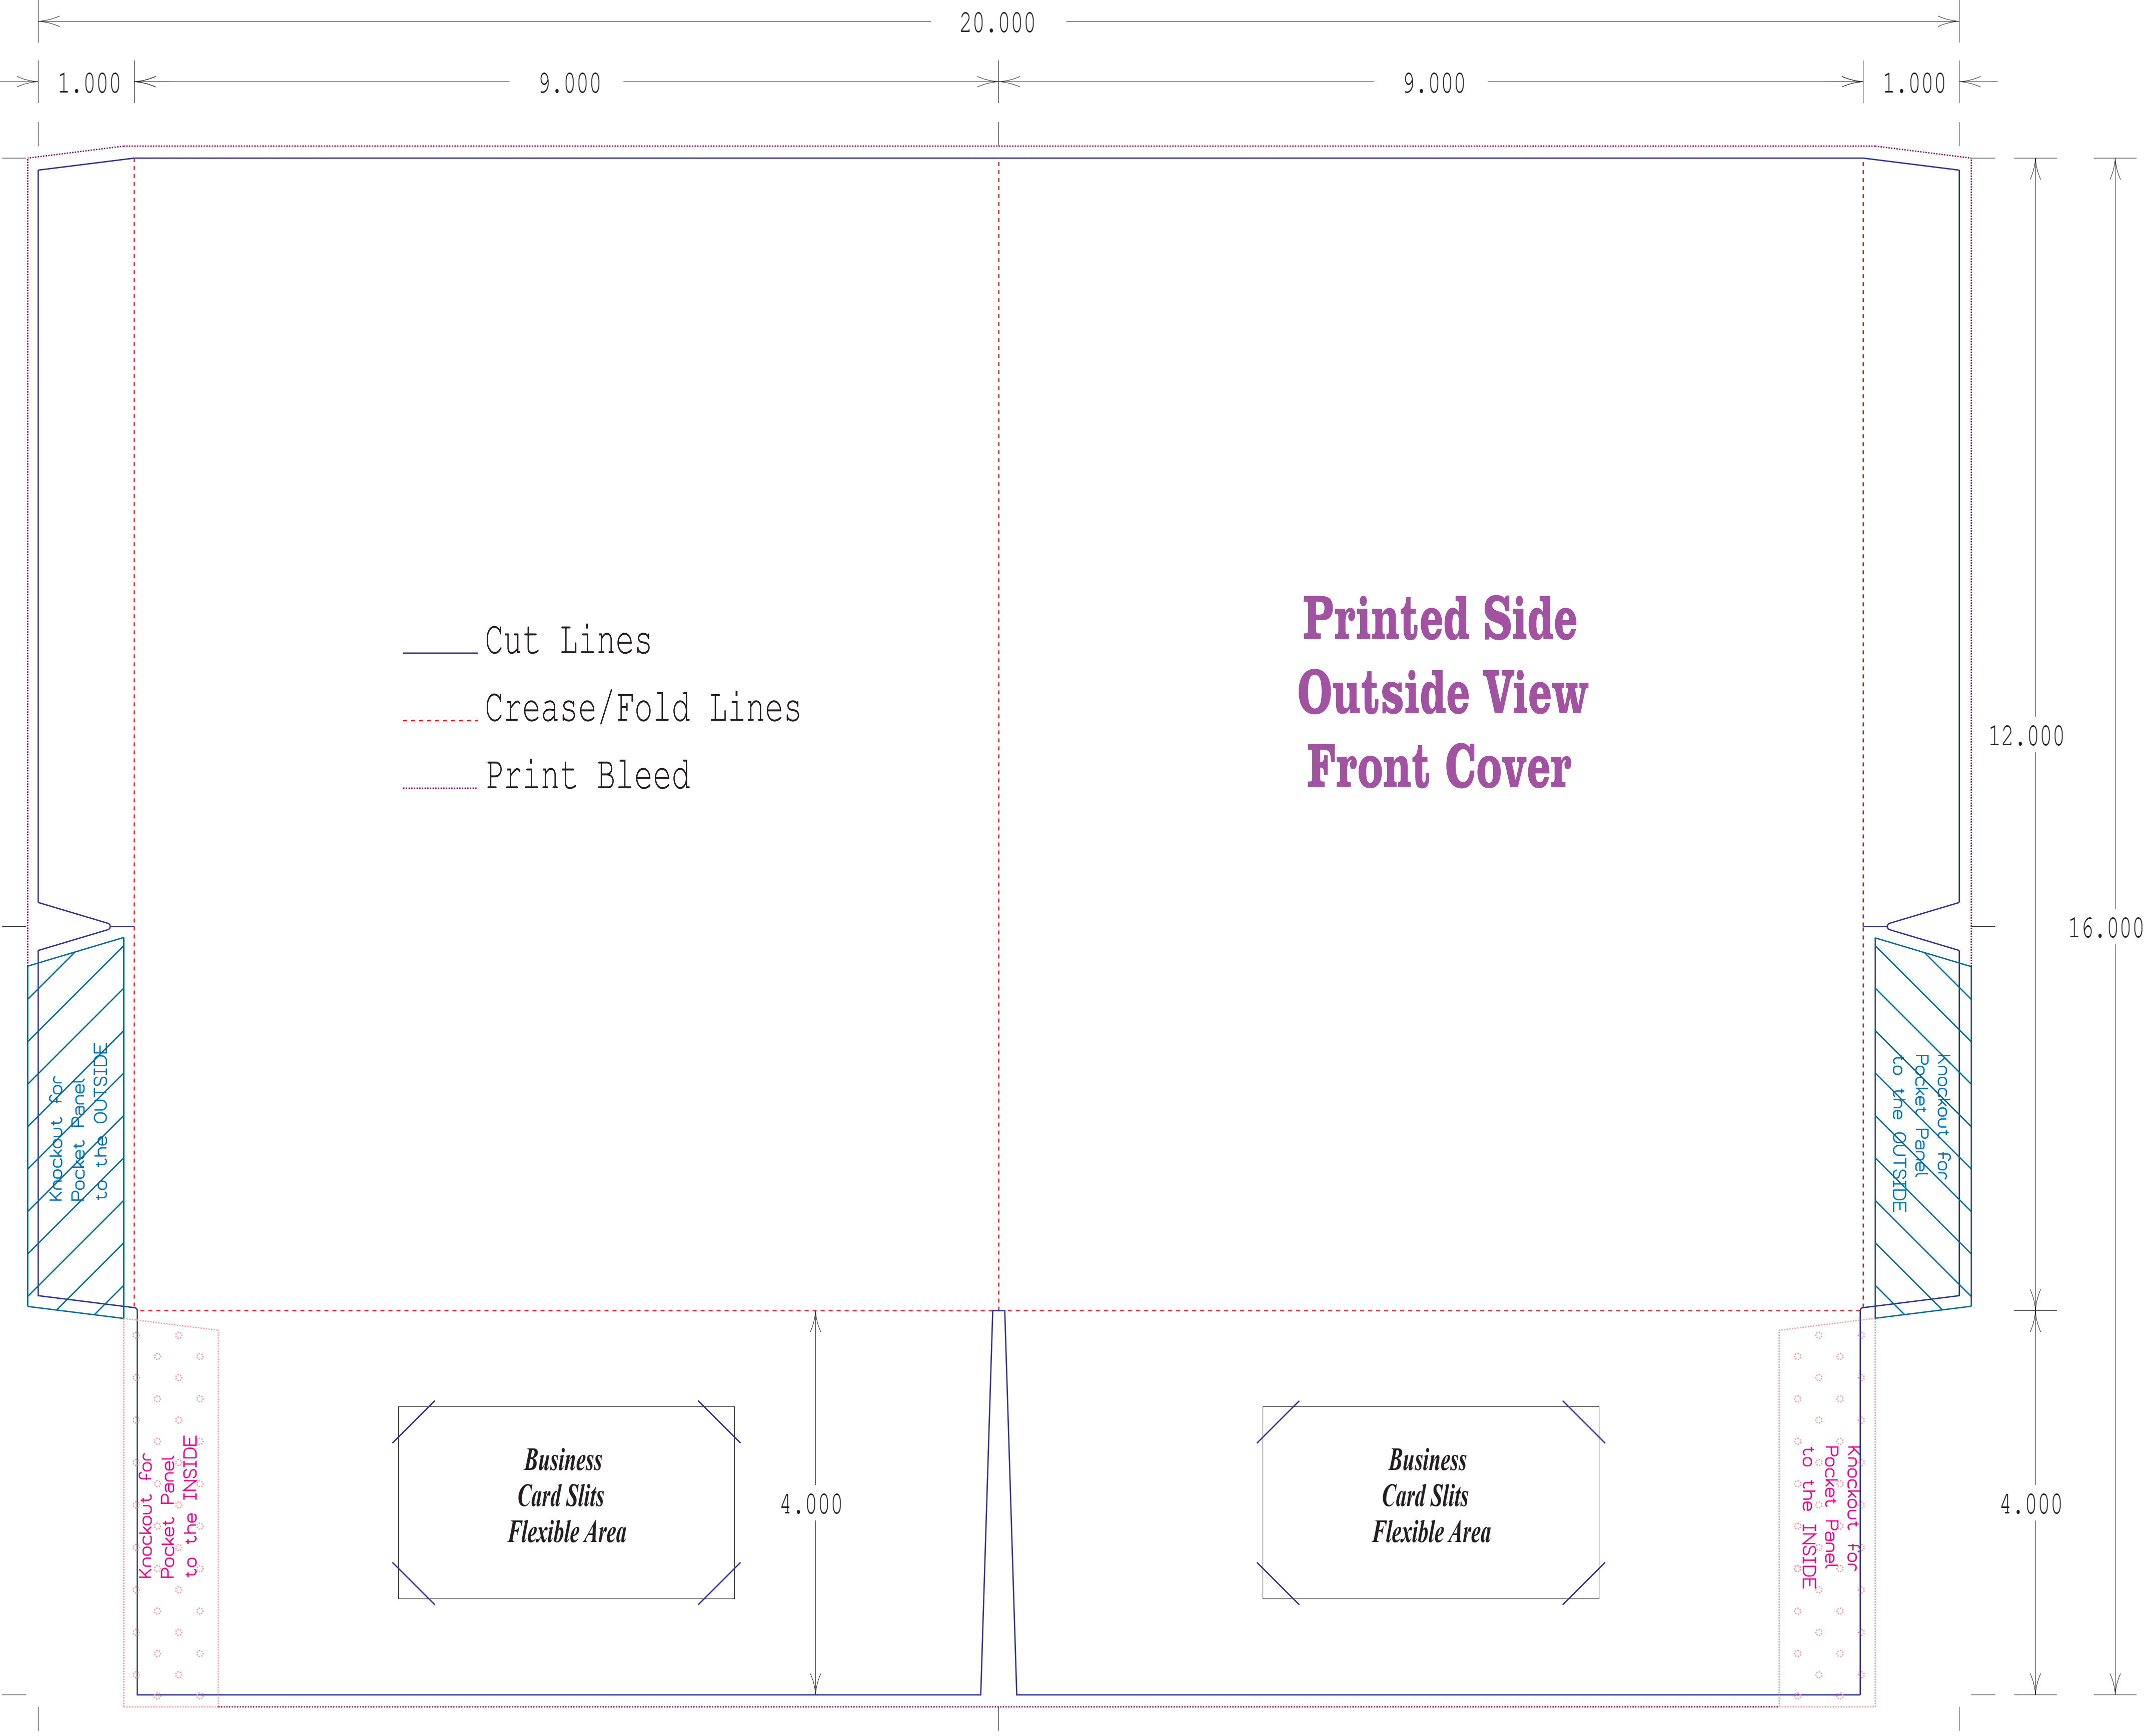 20.000
1.000
9.000
9.000
1.000
Cut Lines
Crease/Fold Lines
Print Bleed
Printed Side
Outside View
Front Cover
12.000
16.000
Knockout for
Pocket Panel
to the OUTSIDE
Knockout for
Pocket Panel
to the OUTSIDE
Knockout for
Pocket Panel
to the INSIDE
Business
Card Slits
Flexible Area
4.000
Business
Card Slits
Flexible Area
Knockout for
Pocket Panel
to the INSIDE
4.000